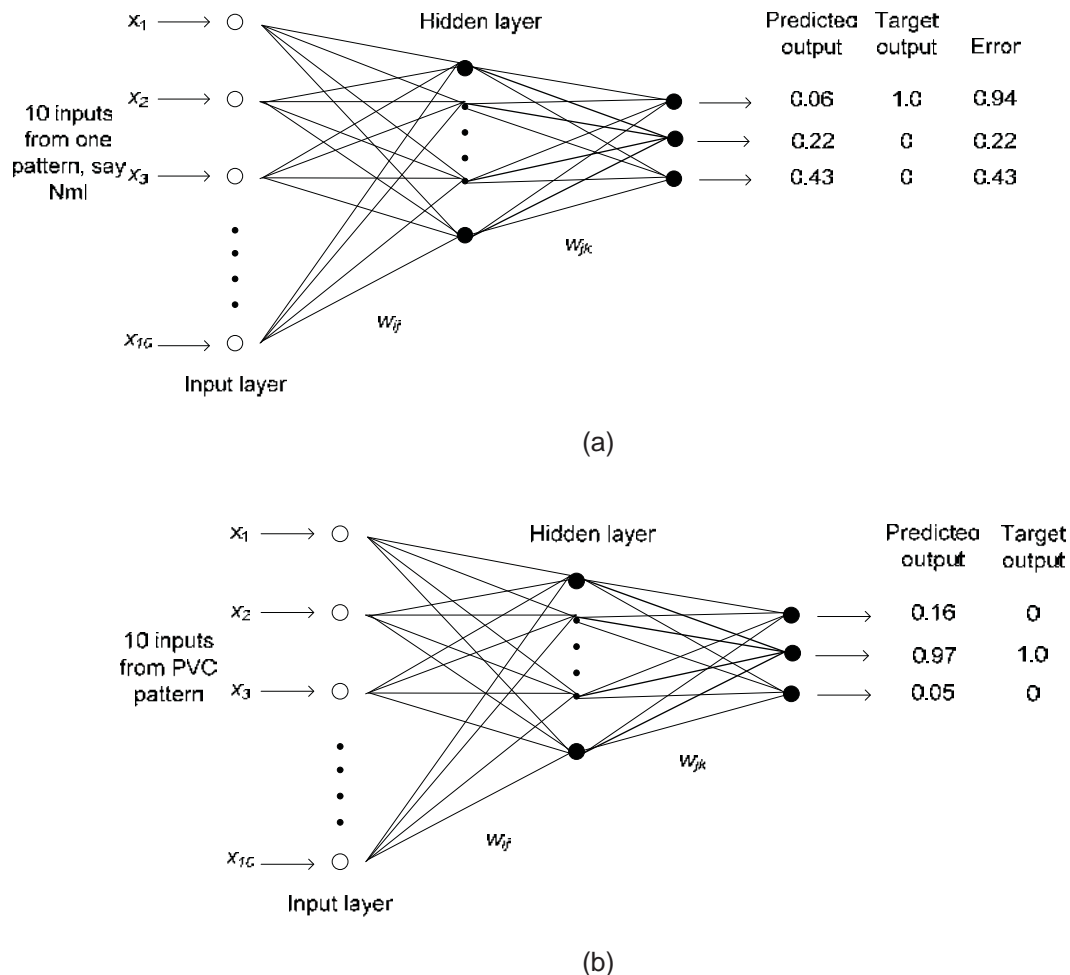 x1
Hidden layer
Predicted output
Target output
Error
10 inputs from one pattern, say Nml
x2
0.06 1.0 0.94
0.22 0 0.22
x3
0.43 0 0.43
wjk
wij
x10
Input layer
(a)
x1
Hidden layer
Predicted output
Target output
10 inputs from PVC pattern
x2
0.16 0
0.97 1.0
x3
0.05 0
wjk
wij
x10
Input layer
(b)